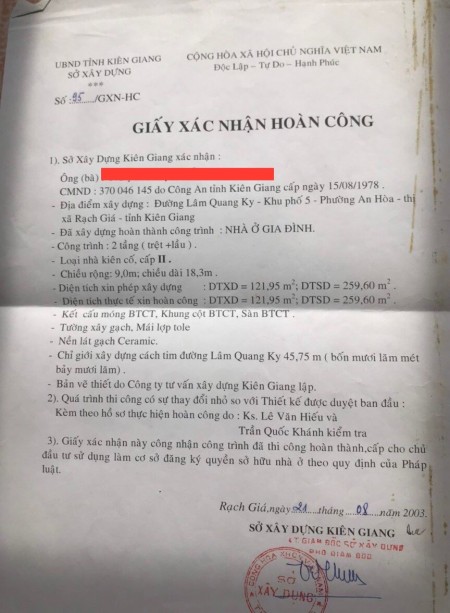 UBND TỈNH KIÊN GIANG
SỞ XÂY DỰNG
***
Số: 95 /GXN-HC
CỘNG HÒA XÃ HỘI CHỦ NGHĨA VIỆT NAM
Độc Lập – Tự Do – Hạnh Phúc
GIẤY XÁC NHẬN HOÀN CÔNG
1). Sở Xây Dựng Kiên Giang xác nhận :
Ông (bà)
CMND : 370 046 145 do Công An tỉnh Kiên Giang cấp ngày 15/08/1978 .
- Địa điểm xây dựng : Đường Lâm Quang Ky - Khu phố 5 - Phường An Hòa - thị
xã Rạch Giá - tỉnh Kiên Giang
- Đã xây dựng hoàn thành công trình : NHÀ Ở GIA ĐÌNH.
- Công trình : 2 tầng ( trệt +lầu ) .
- Loại nhà kiên cố, cấp II .
- Chiều rộng: 9,0m; chiều dài 18,3m .
- Diện tích xin phép xây dựng : DTXD = 121,95 m2; DTSD = 259,60 m2 .
- Diện tích thực tế xin hoàn công : DTXD = 121,95 m2; DTSD = 259,60 m2 .
- Kết cấu móng BTCT, Khung cột BTCT, Sàn BTCT .
- Tường xây gạch, Mái lợp tole
- Nền lát gạch Ceramic.
- Chỉ giới xây dựng cách tim đường Lâm Quang Ky 45,75 m ( bốn mươi lăm mét
bảy mươi lăm) .
- Bản vẽ thiết do Công ty tư vấn xây dựng Kiên Giang lập.
2). Quá trình thi công có sự thay đổi nhỏ so với Thiết kế được duyệt ban đầu :
Kèm theo hồ sơ thực hiện hoàn công do : Ks. Lê Văn Hiếu và
Trần Quốc Khánh kiểm tra
3). Giấy xác nhận này công nhận công trình đã thi công hoàn thành,cấp cho chủ
đầu tư sử dụng làm cơ sở đăng ký quyền sở hữu nhà ở theo quy định của Pháp
luật.
Rạch Giá,ngày 21 tháng 08 năm 2003.
SỞ XÂY DỰNG KIÊN GIANG
KT.GIÁM ĐỐC SỞ XÂY DỰNG
PHÓ GIÁM ĐỐC
SỞ
XÂY DỰNG